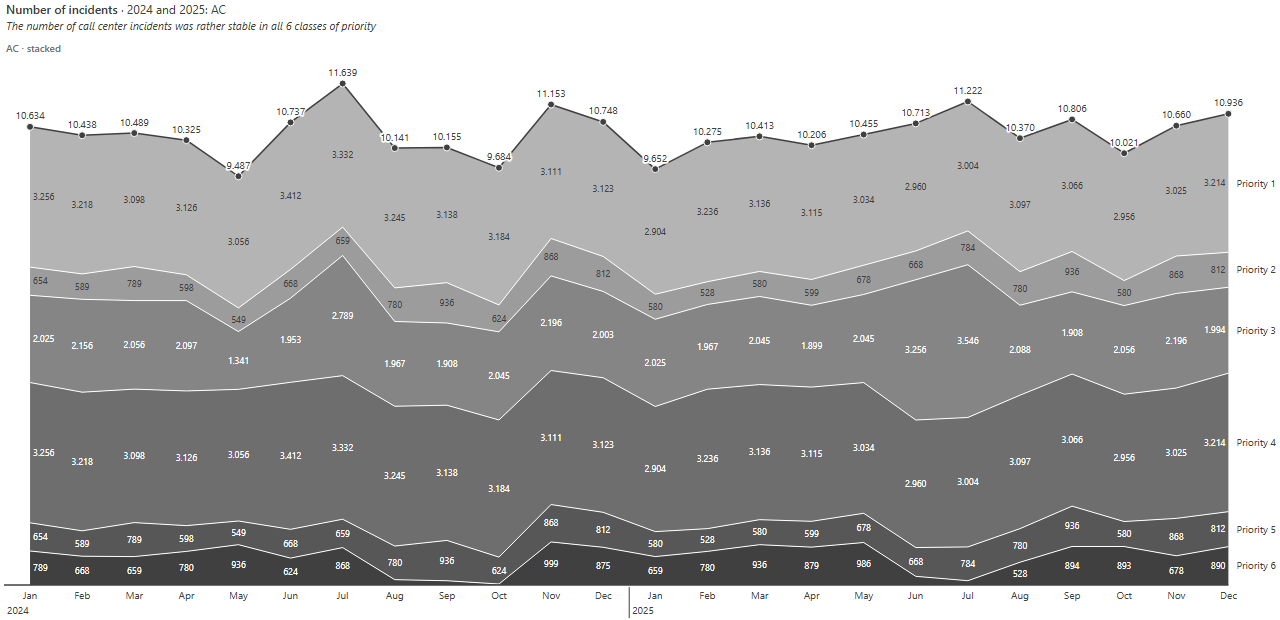 Number of incidents · 2024 and 2025: AC
The number of call center incidents was rather stable in all 6 classes of priority
AC · stacked
10.634 10.438 10.489 10.325 9.487 10.737 11.639 10.141 10.155 9.684 11.153 10.748 9.652 10.275 10.413 10.206 10.455 10.713 11.222 10.370 10.806 10.021 10.660 10.936
3.256 3.218 3.098 3.126 3.056 3.412 3.332 3.245 3.138 3.184 3.111 3.123 2.904 3.236 3.136 3.115 3.034 2.960 3.004 3.097 3.066 2.956 3.025 3.214 Priority 1
654 589 789 598 549 668 659 780 936 624 868 812 580 528 580 599 678 668 784 780 936 580 868 812 Priority 2
2.025 2.156 2.056 2.097 1.341 1.953 2.789 1.967 1.908 2.045 2.196 2.003 2.025 1.967 2.045 1.899 2.045 3.256 3.546 2.088 1.908 2.056 2.196 1.994 Priority 3
3.256 3.218 3.098 3.126 3.056 3.412 3.332 3.245 3.138 3.184 3.111 3.123 2.904 3.236 3.136 3.115 3.034 2.960 3.004 3.097 3.066 2.956 3.025 3.214 Priority 4
654 589 789 598 549 668 659 780 936 624 868 812 580 528 580 599 678 668 784 780 936 580 868 812 Priority 5
789 668 659 780 936 624 868 999 875 659 780 936 879 986 528 894 893 678 890 Priority 6
Jan Feb Mar Apr May Jun Jul Aug Sep Oct Nov Dec Jan Feb Mar Apr May Jun Jul Aug Sep Oct Nov Dec
2024 2025